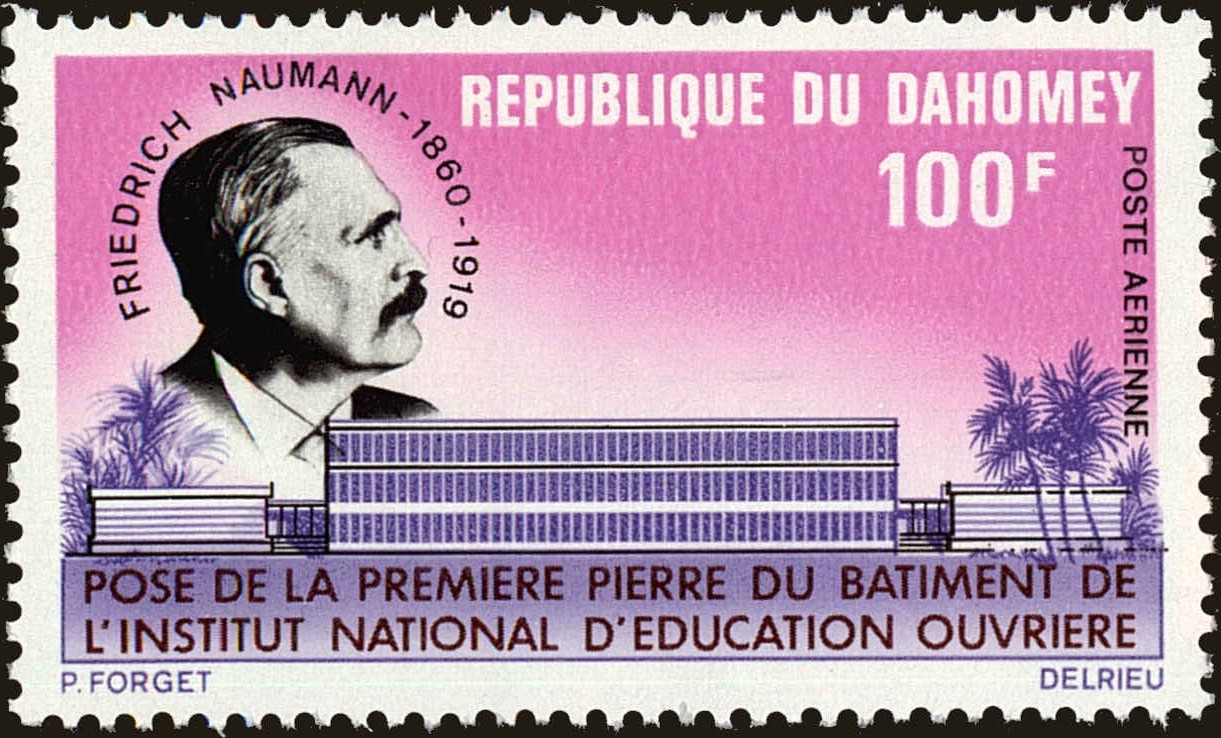 FRIEDRICH NAUMANN-1860-1919
REPUBLIQUE DU DAHOMEY
100F
POSTE AERIENNE
POSE DE LA PREMIERE PIERRE DU BATIMENT DE
L'INSTITUT NATIONAL D'EDUCATION OUVRIERE
P. FORGET
DELRIEU